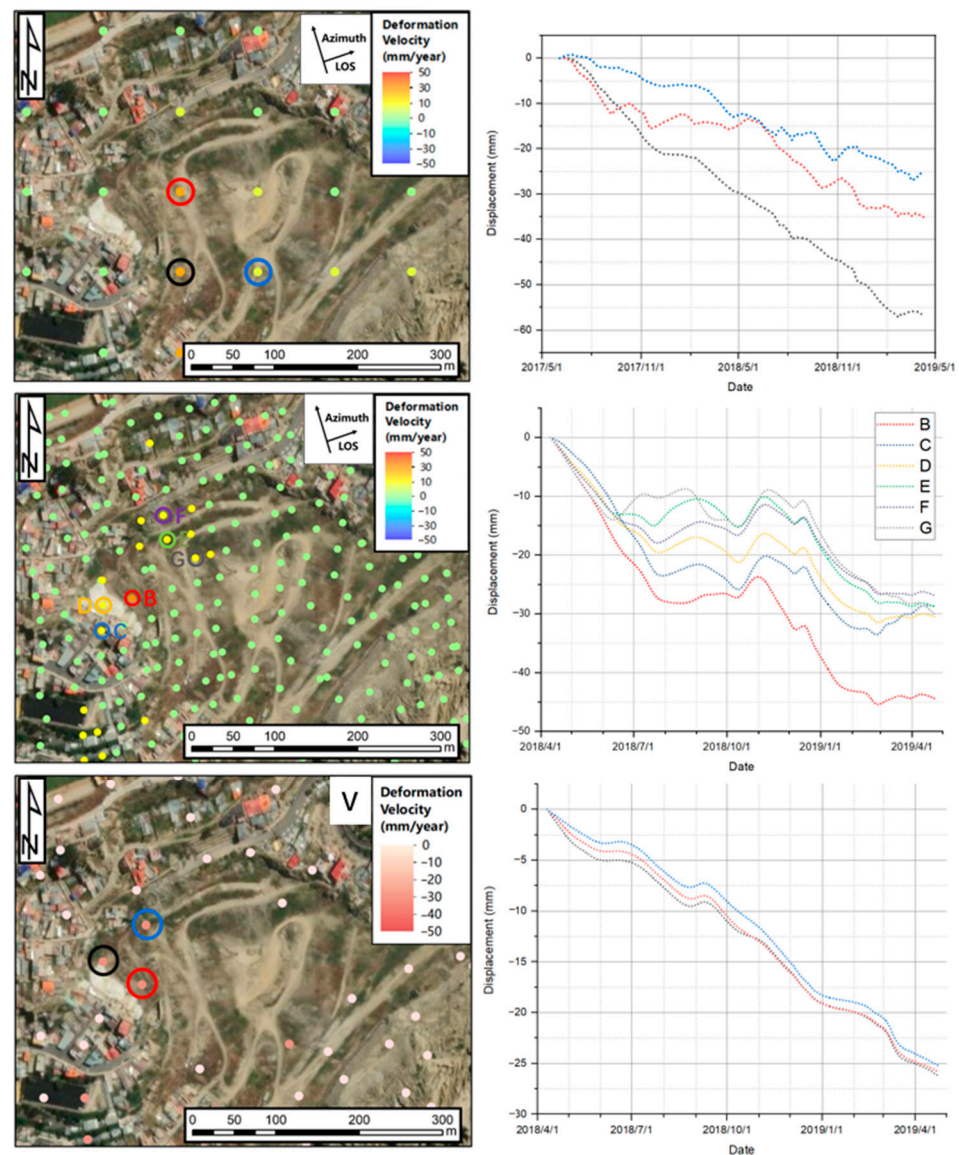 N
Azimuth
LOS
Deformation
Velocity
(mm/year)
50
30
10
0
−10
−30
−50
0 50 100 200 300
m
Displacement (mm)
0
−10
−20
−30
−40
−50
−60
2017/5/1 2017/11/1 2018/5/1 2018/11/1 2019/5/1
Date
N
Azimuth
LOS
Deformation
Velocity
(mm/year)
50
30
10
0
−10
−30
−50
F
G
B
D
C
0 50 100 200 300
m
Displacement (mm)
0
−10
−20
−30
−40
−50
B
C
D
E
F
G
2018/4/1 2018/7/1 2018/10/1 2019/1/1 2019/4/1
Date
N
V
Deformation
Velocity
(mm/year)
0
−10
−20
−30
−40
−50
0 50 100 200 300
m
Displacement (mm)
0
−5
−10
−15
−20
−25
−30
2018/4/1 2018/7/1 2018/10/1 2019/1/1 2019/4/1
Date